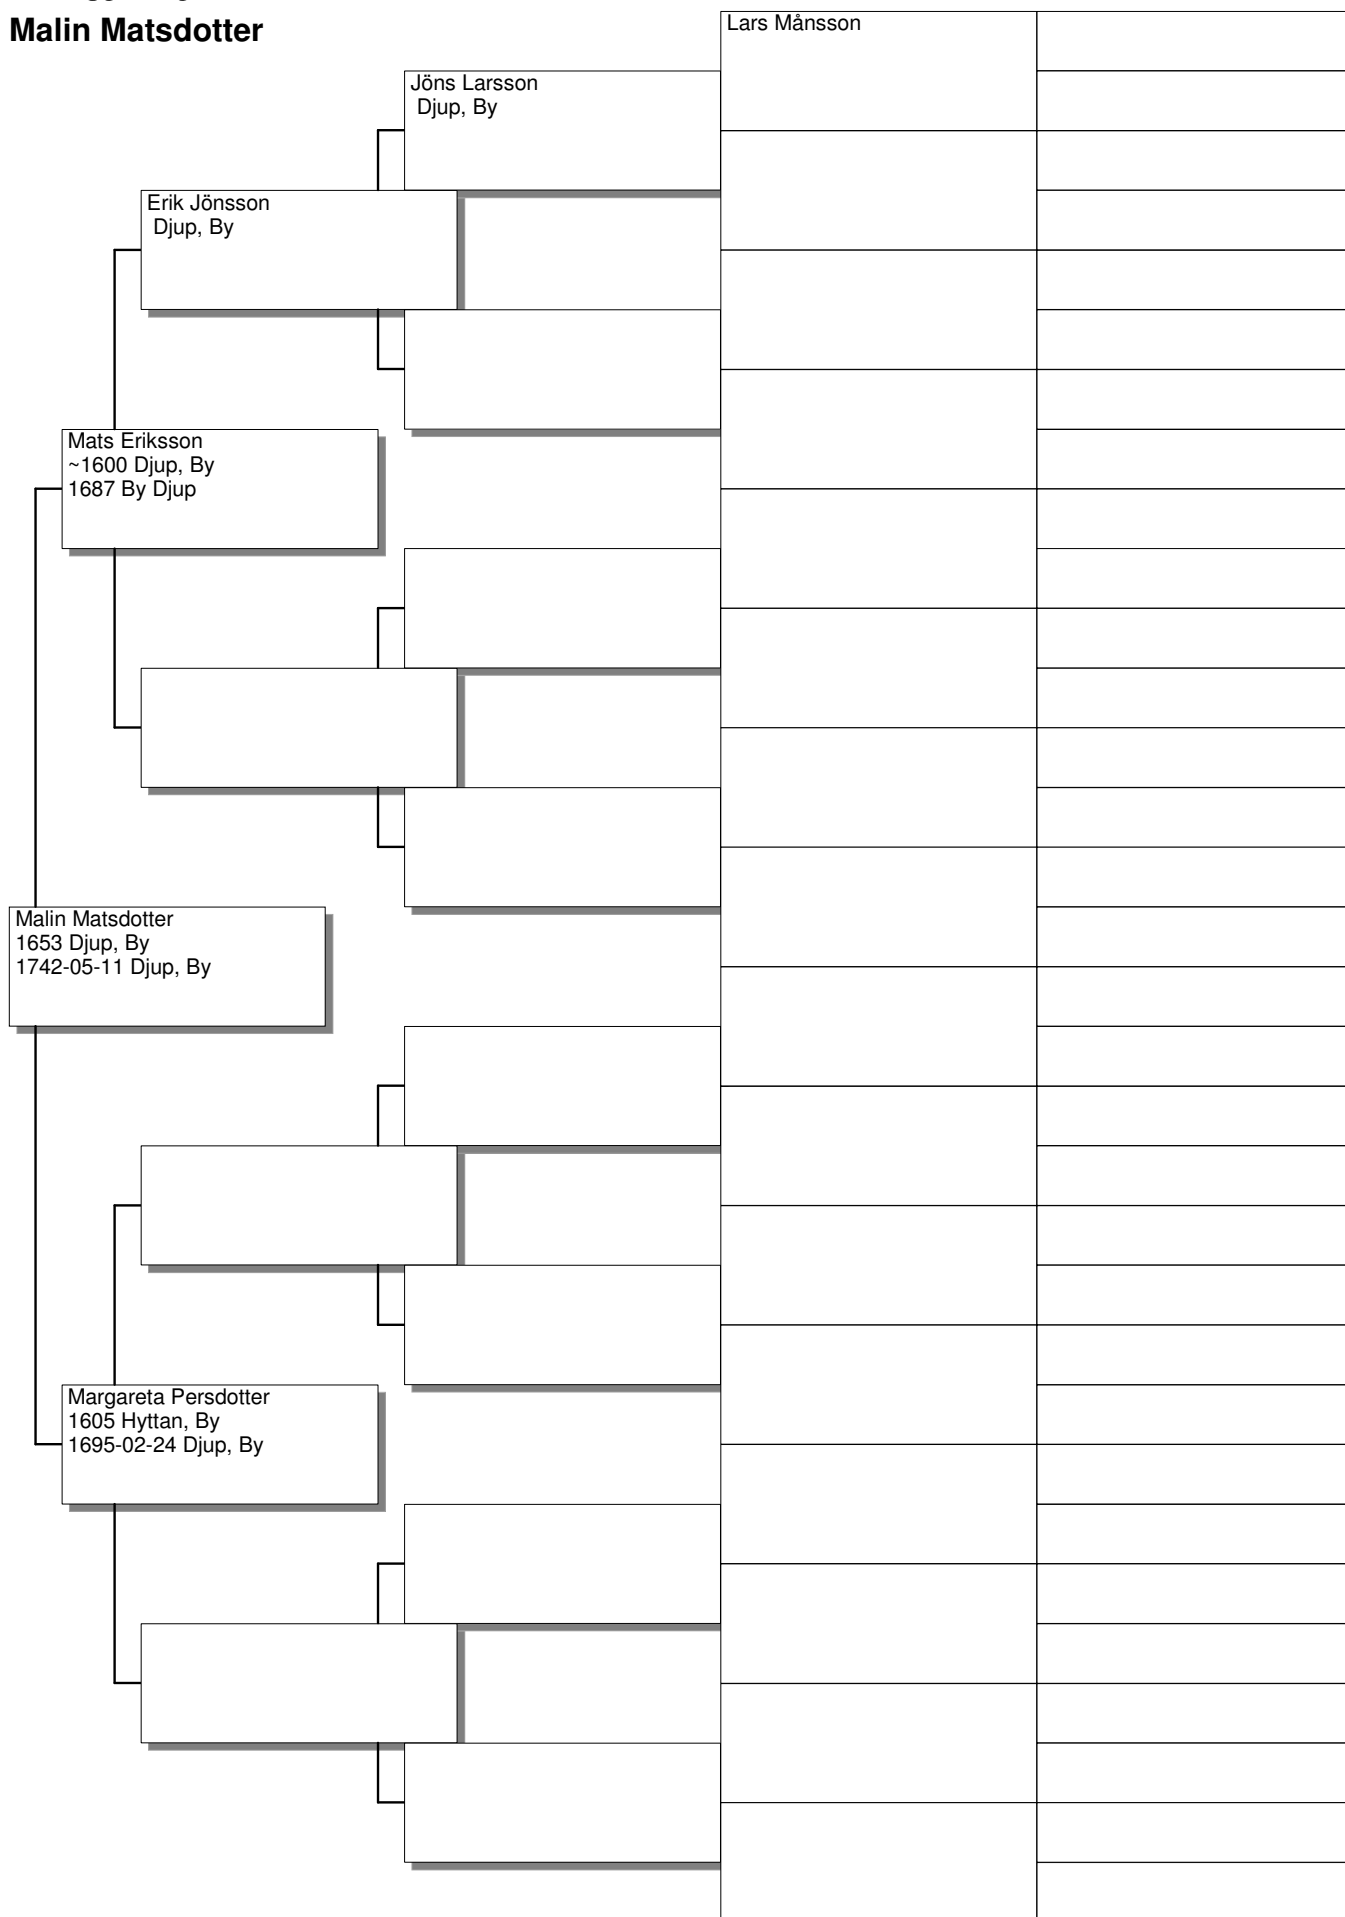 Malin Matsdotter
Lars Månsson
Jöns Larsson
Djup, By
Erik Jönsson
Djup, By
Mats Eriksson
~1600 Djup, By
1687 By Djup
Malin Matsdotter
1653 Djup, By
1742-05-11 Djup, By
Margareta Persdotter
1605 Hyttan, By
1695-02-24 Djup, By